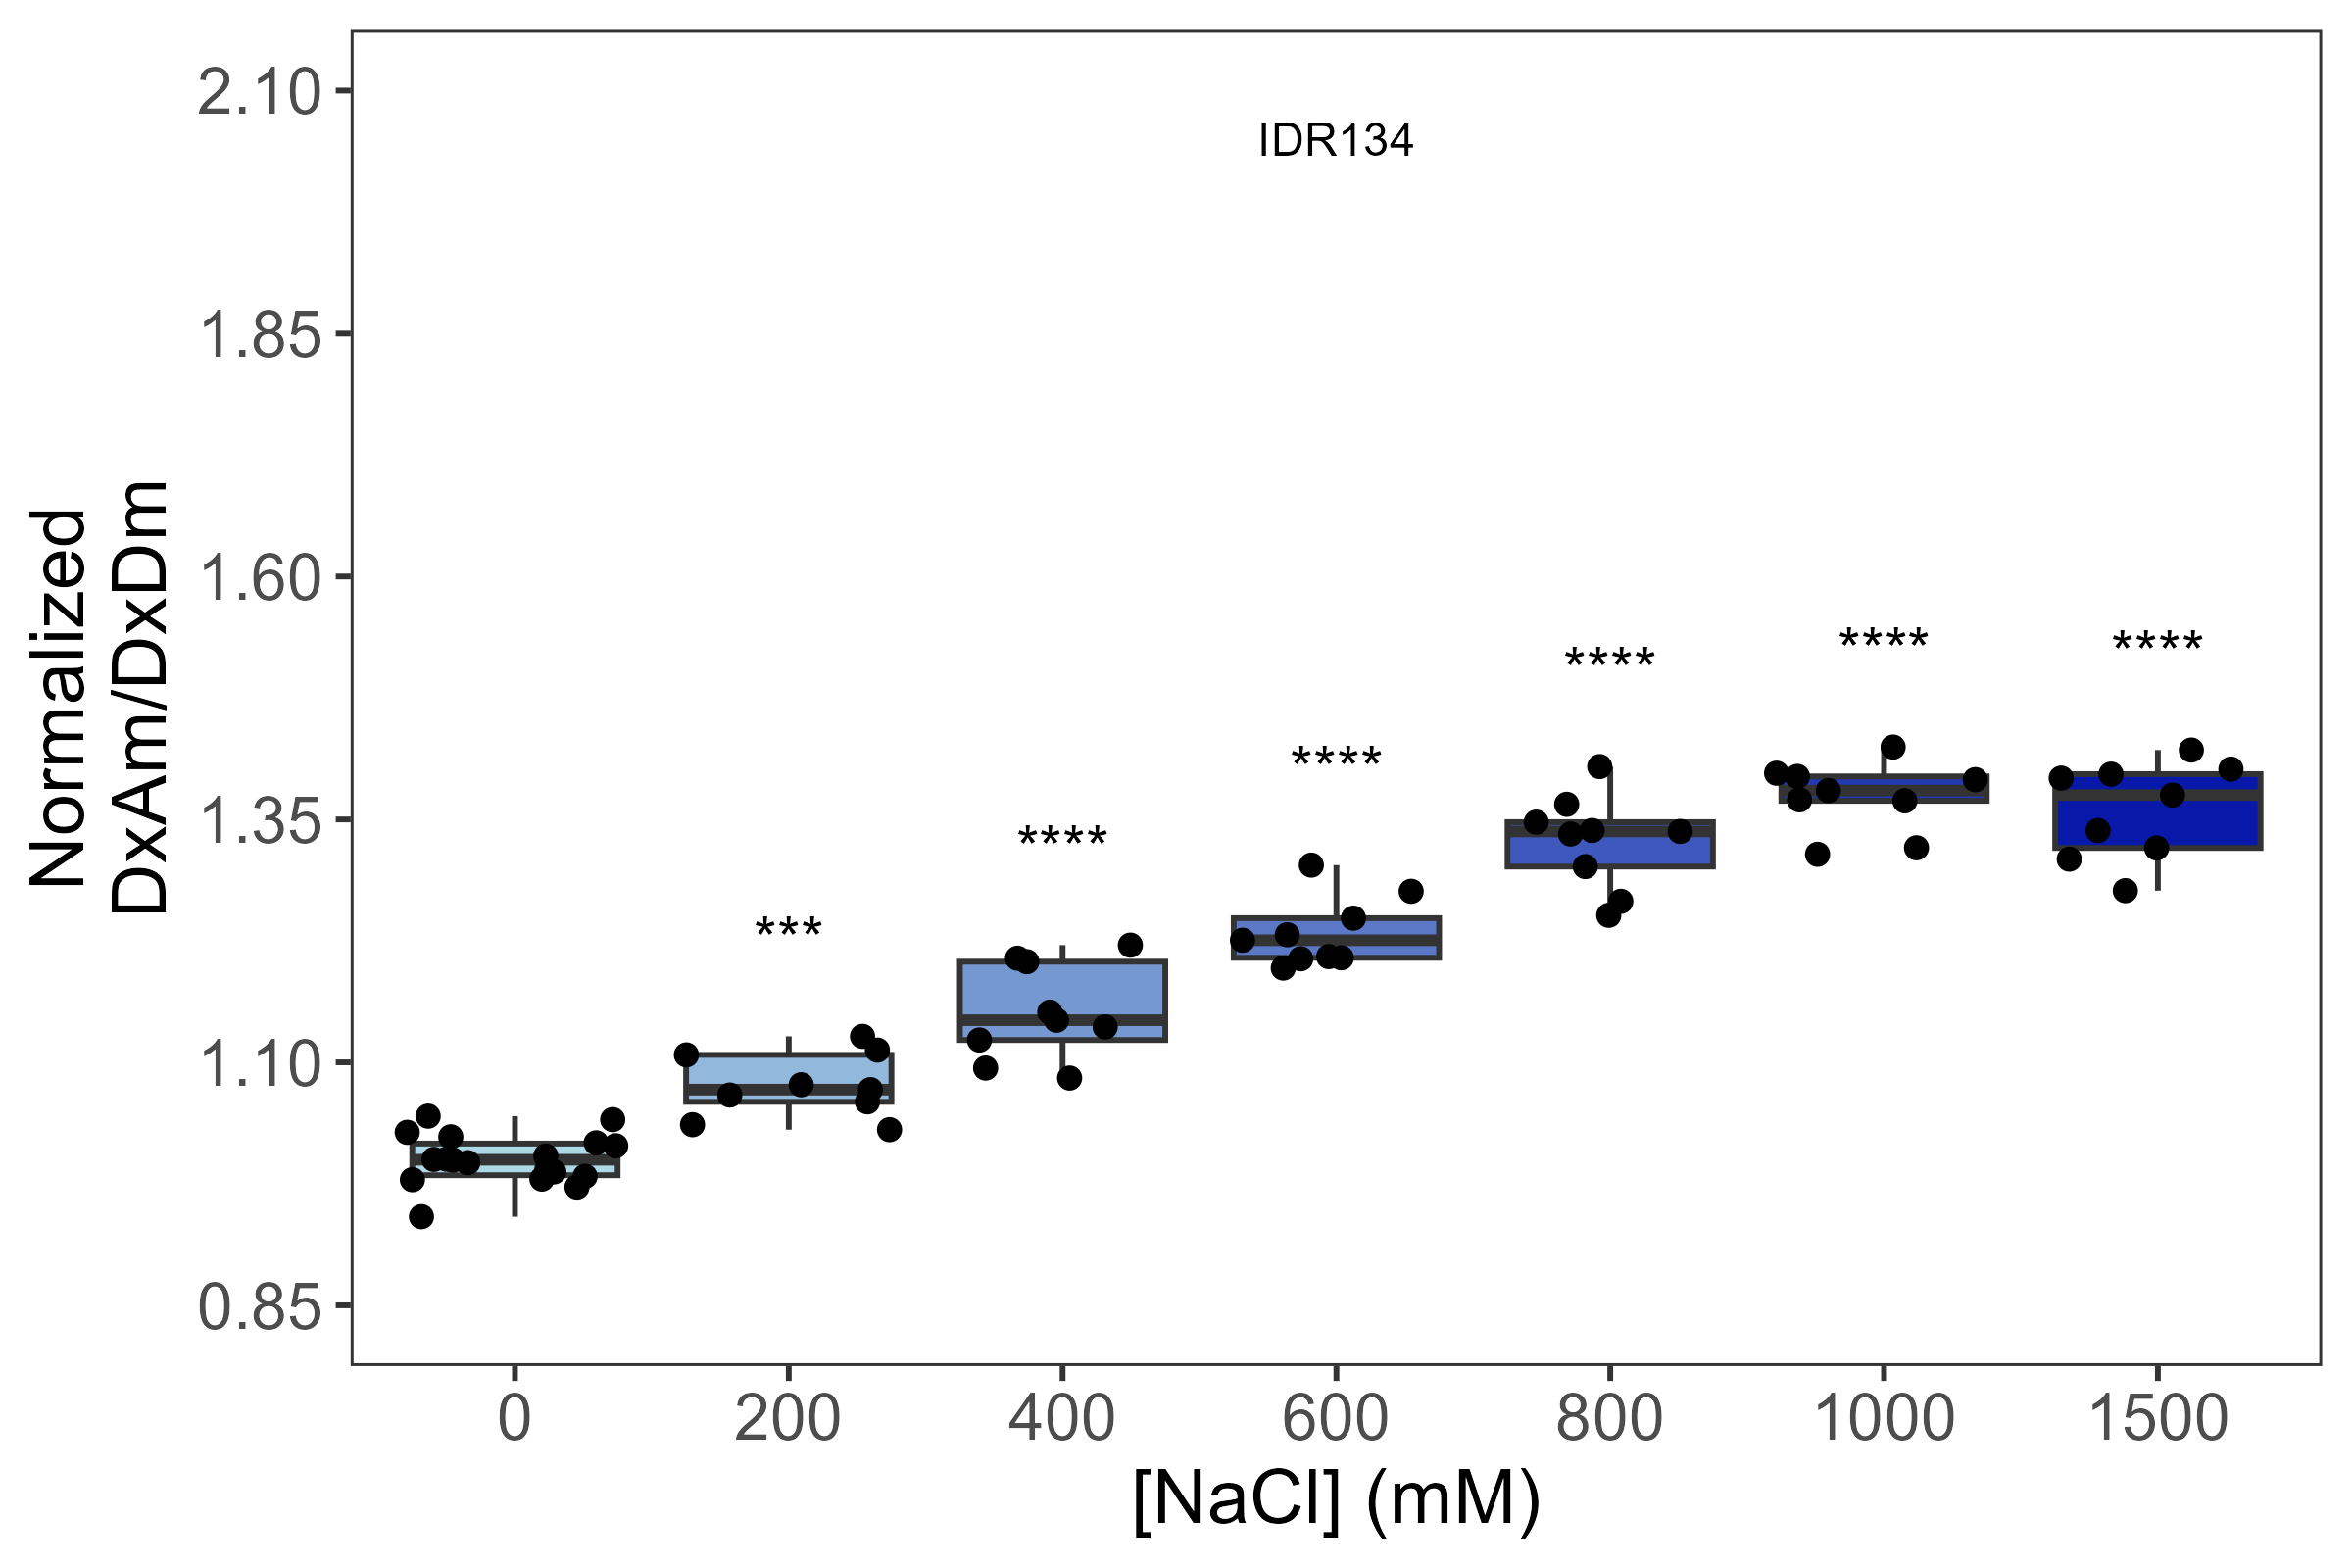 IDR134
2.10
1.85
1.60
1.35
1.10
0.85
Normalized
DxAm/DxDm
***
****
****
****
****
****
0 200 400 600 800 1000 1500
[NaCl] (mM)